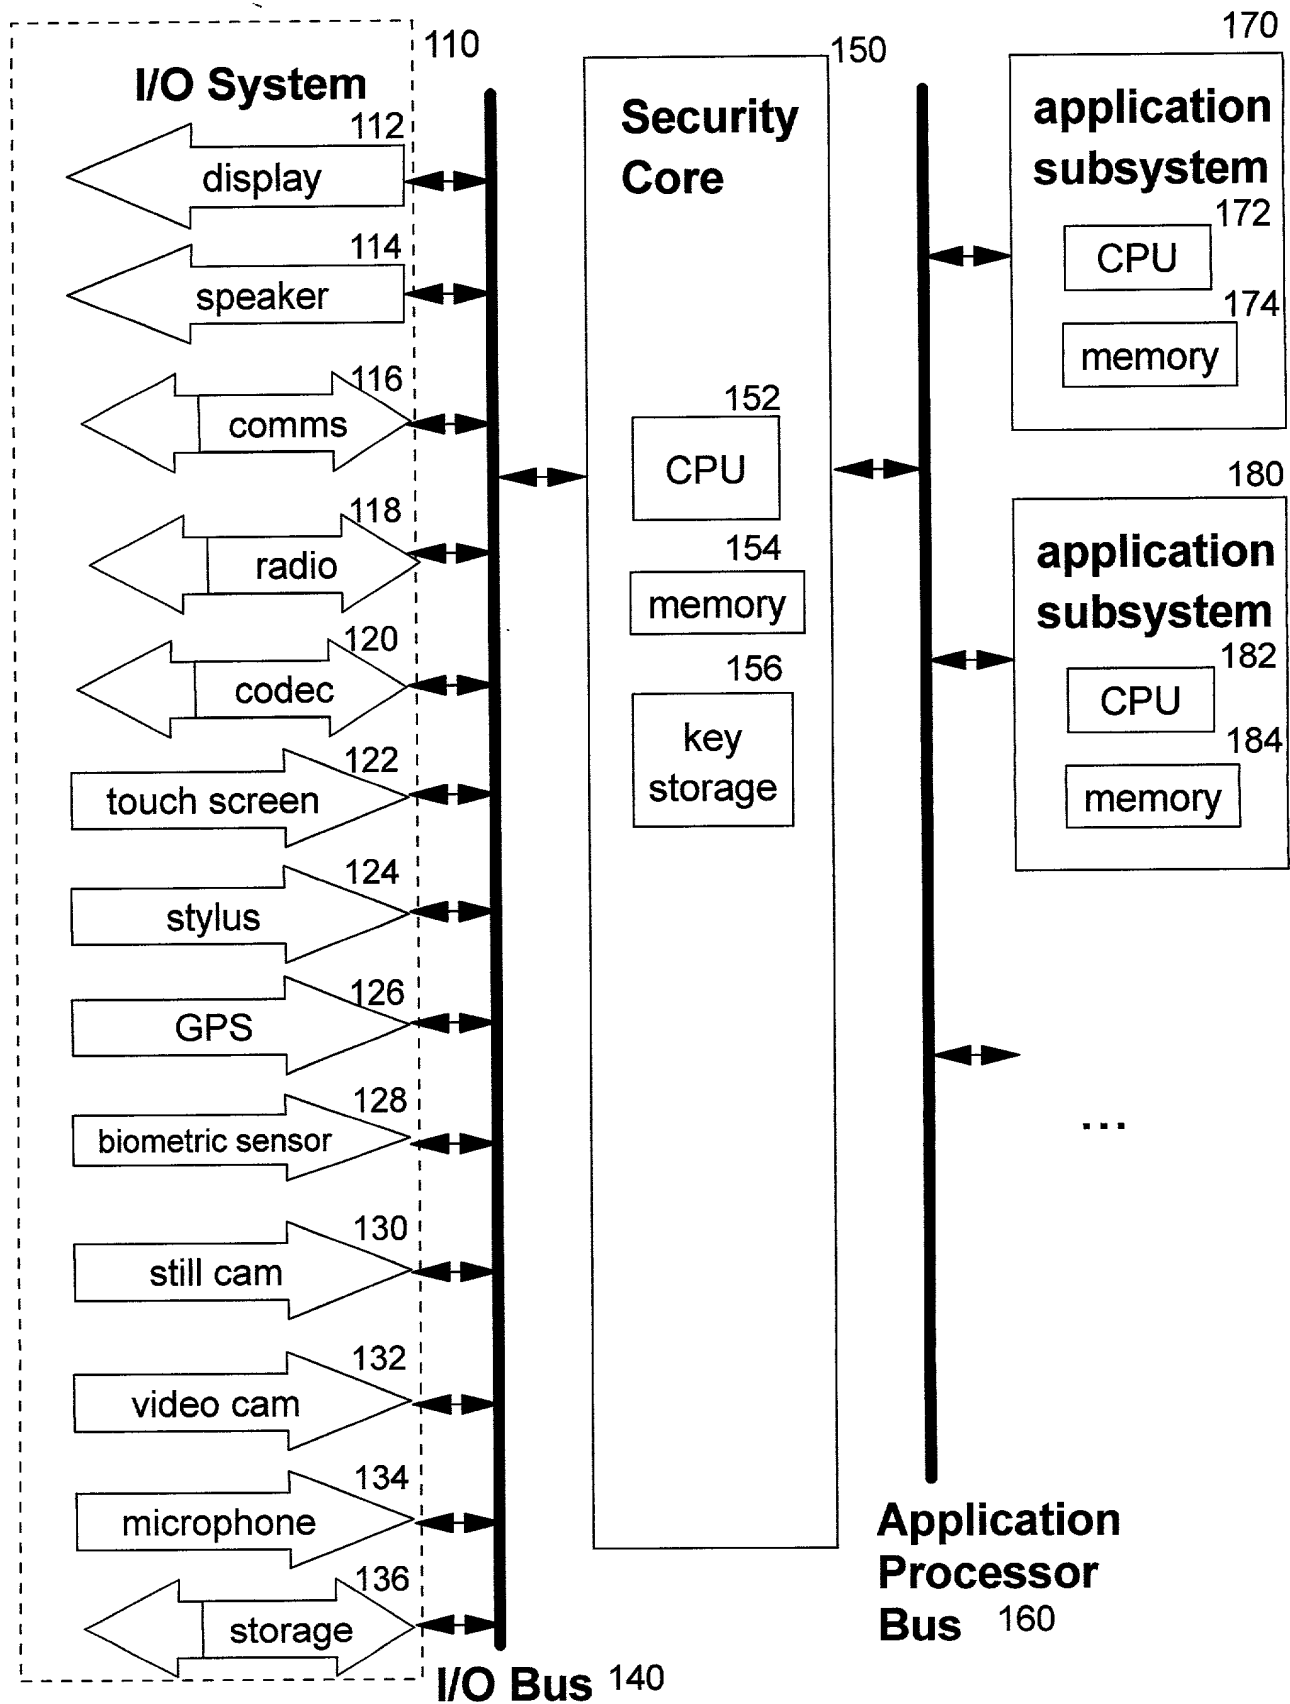 110
I/O System
112
display
114
speaker
116
comms
118
radio
120
codec
122
touch screen
124
stylus
126
GPS
128
biometric sensor
130
still cam
132
video cam
134
microphone
136
storage
I/O Bus 140
150
Security
Core
152
CPU
154
memory
156
key
storage
Application
Processor
Bus 160
170
application
subsystem
172
CPU
174
memory
180
application
subsystem
182
CPU
184
memory
...